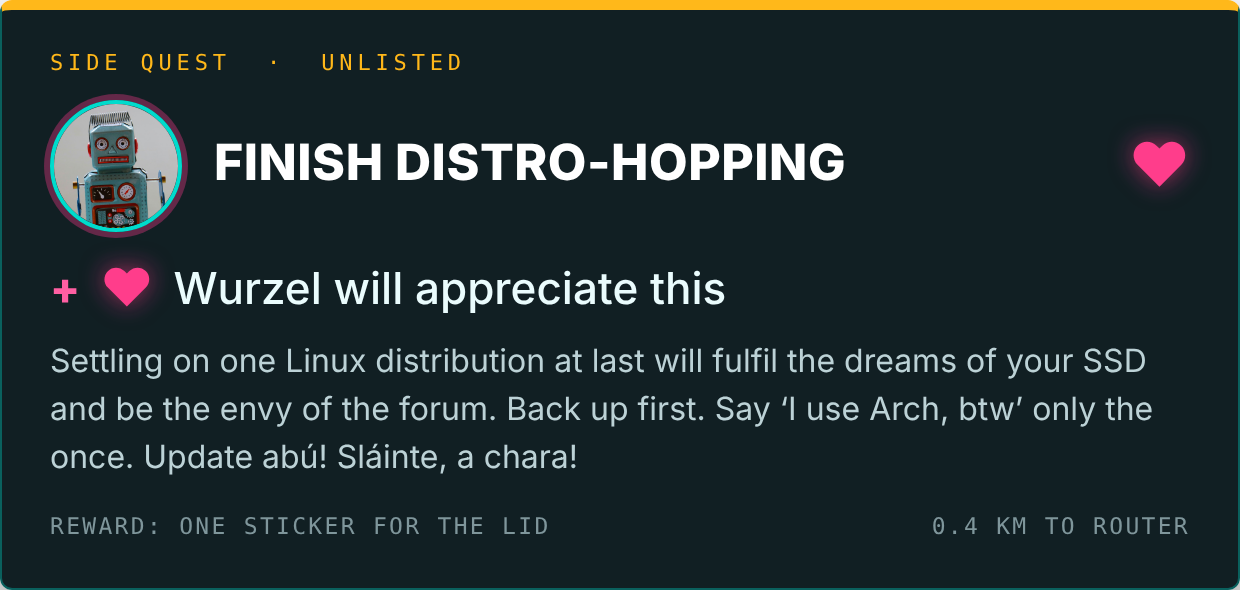 SIDE QUEST · UNLISTED
FINISH DISTRO-HOPPING
+ Wurzel will appreciate this
Settling on one Linux distribution at last will fulfil the dreams of your SSD
and be the envy of the forum. Back up first. Say ‘I use Arch, btw’ only the
once. Update abú! Sláinte, a chara!
REWARD: ONE STICKER FOR THE LID
0.4 KM TO ROUTER